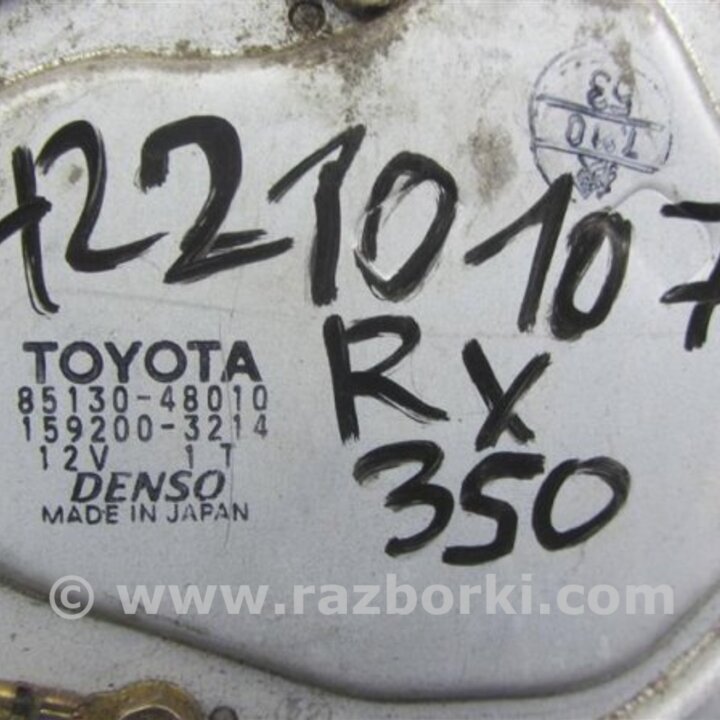 12210107
RX
350
TOYOTA
85130-48010
159200-3214
12V 1T
DENSO
MADE IN JAPAN
© www.razborki.com